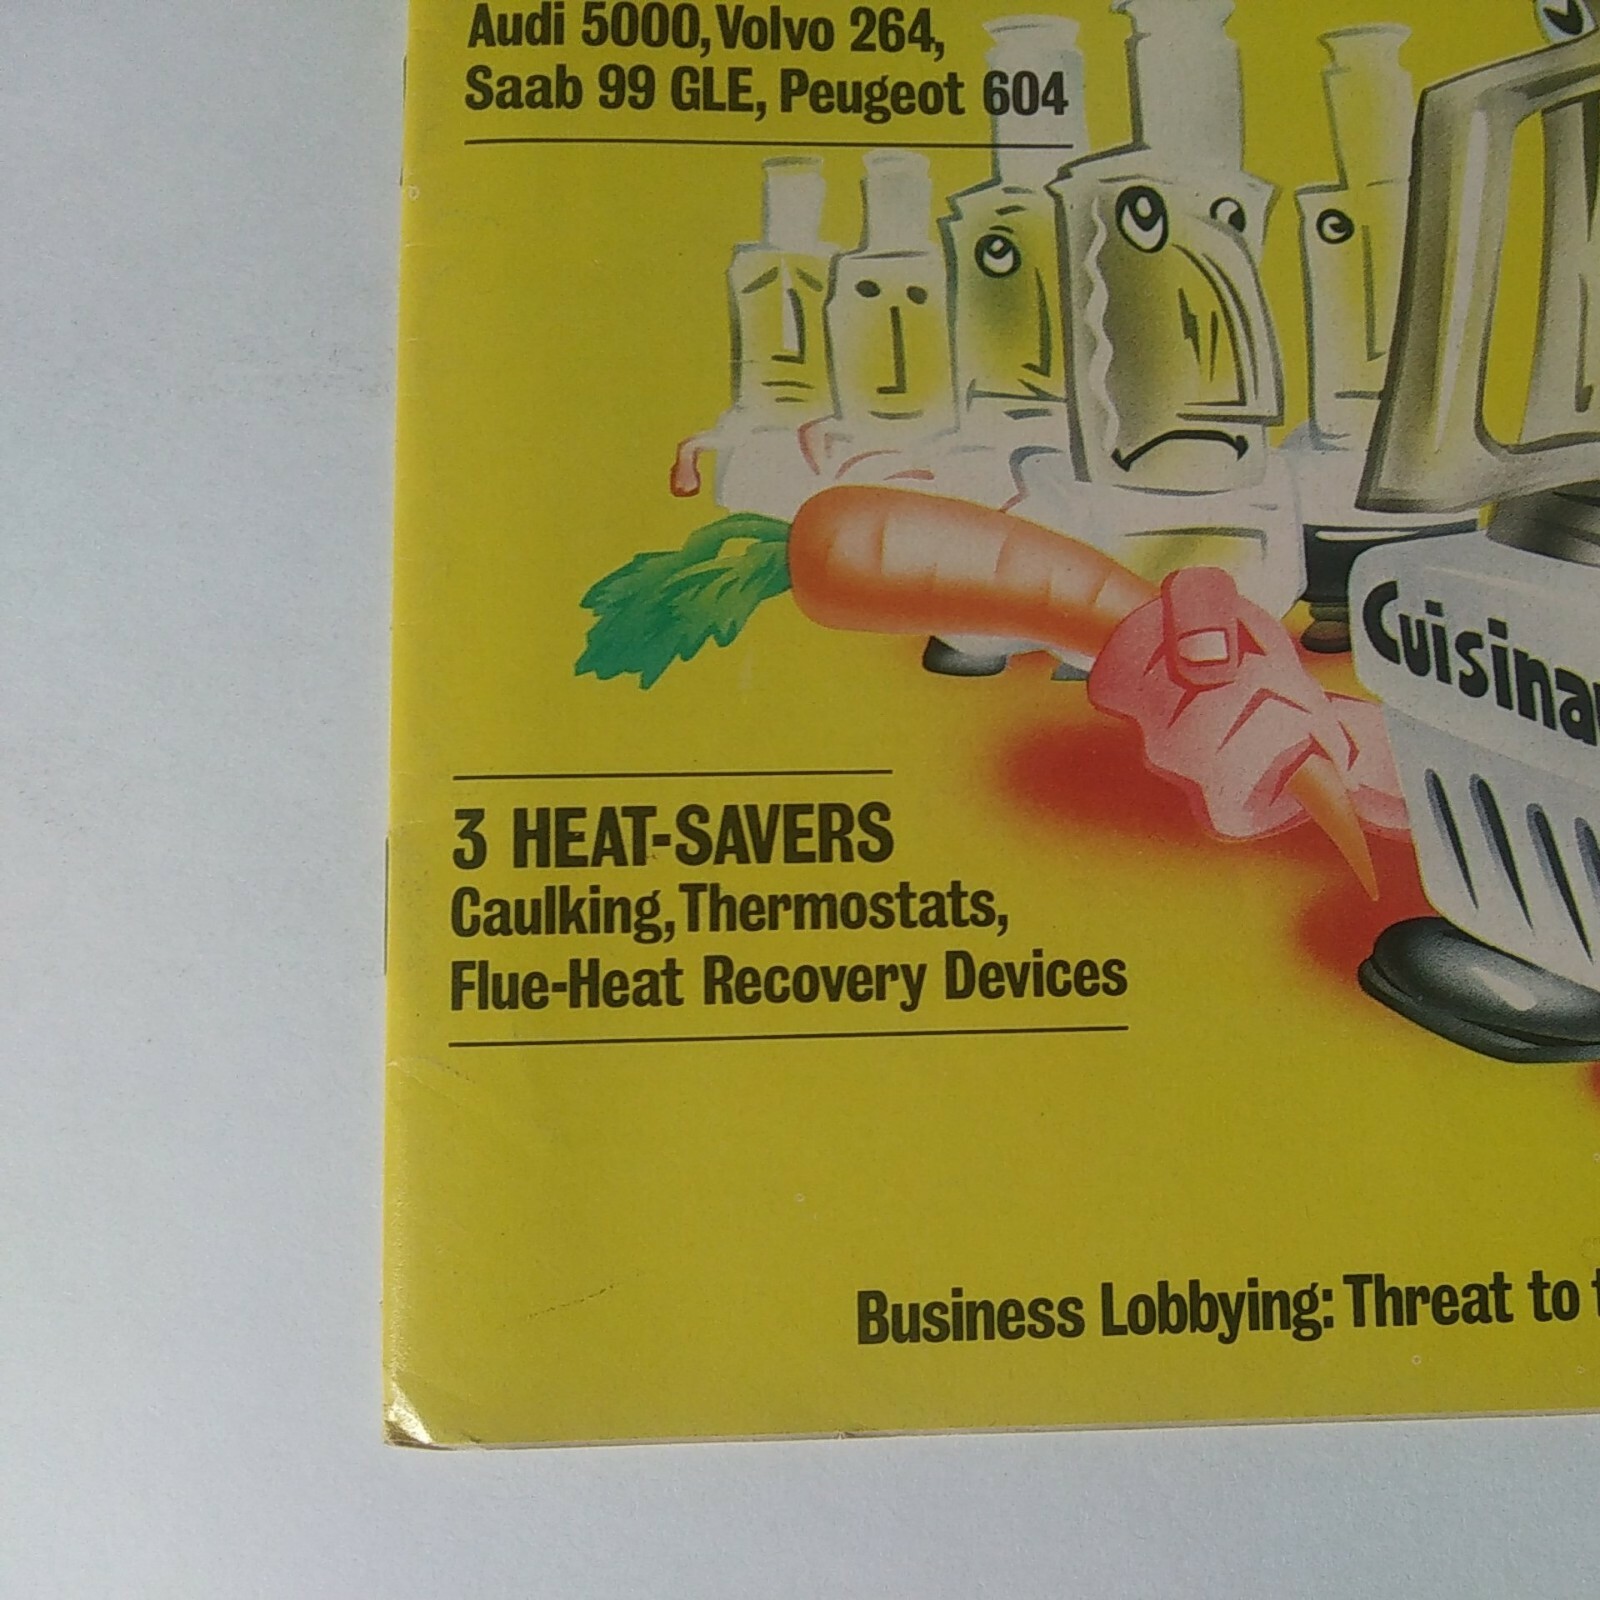 Audi 5000, Volvo 264,
Saab 99 GLE, Peugeot 604
Cuisina
3 HEAT-SAVERS
Caulking, Thermostats,
Flue-Heat Recovery Devices
Business Lobbying: Threat to t